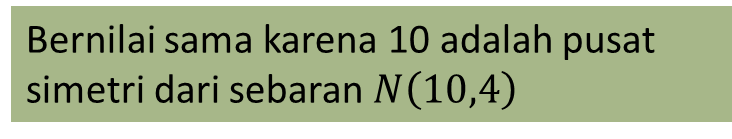 Bernilai sama karena 10 adalah pusat
simetri dari sebaran N(10,4)